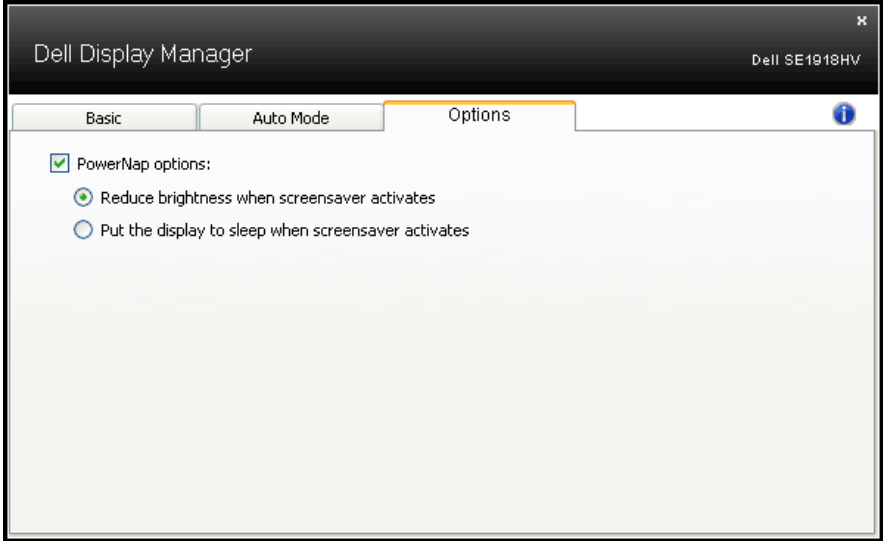 Dell Display Manager
Dell SE1918HV
Basic
Auto Mode
Options
PowerNap options:
Reduce brightness when screensaver activates
Put the display to sleep when screensaver activates